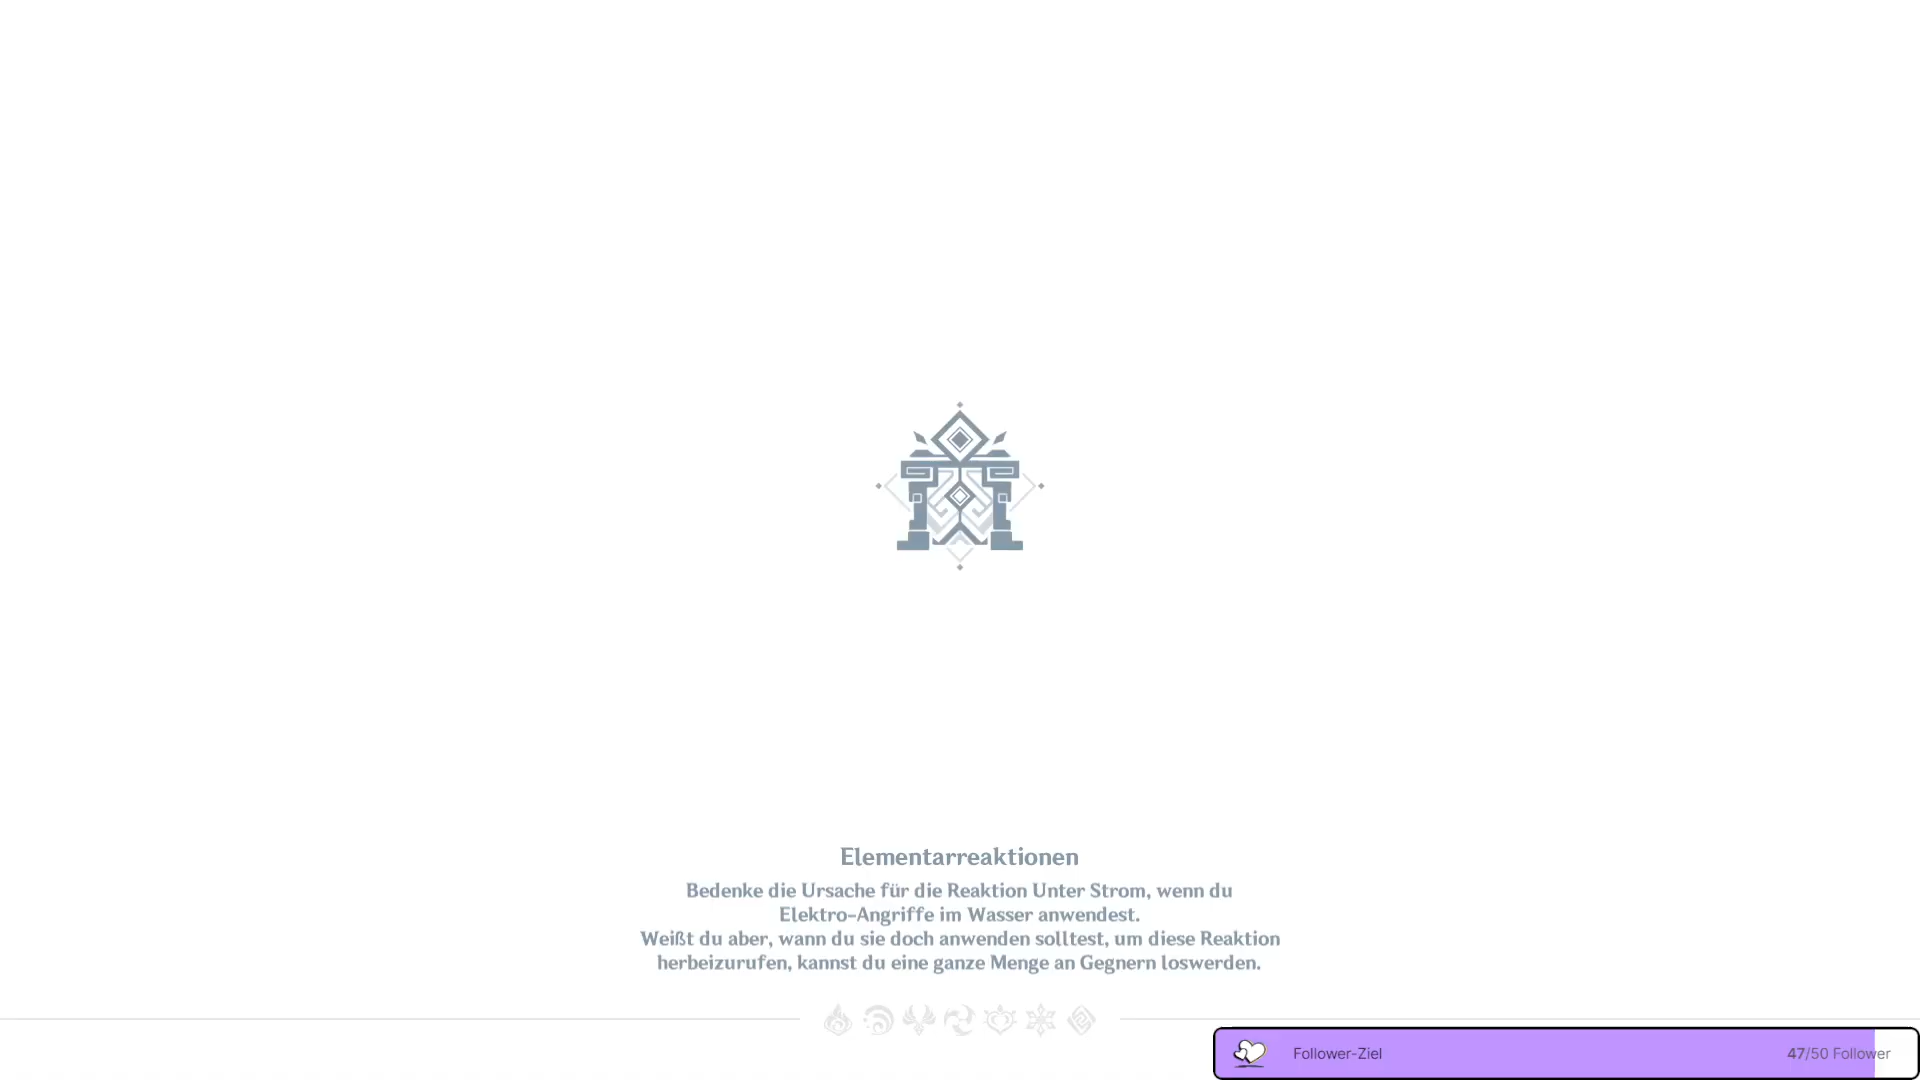 Elementarreaktionen
Bedenke die Ursache für die Reaktion Unter Strom, wenn du
Elektro-Angriffe im Wasser anwendest.
Weißt du aber, wann du sie doch anwenden solltest, um diese Reaktion
herbeizurufen, kannst du eine ganze Menge an Gegnern loswerden.
Follower-Ziel 47/50 Follower